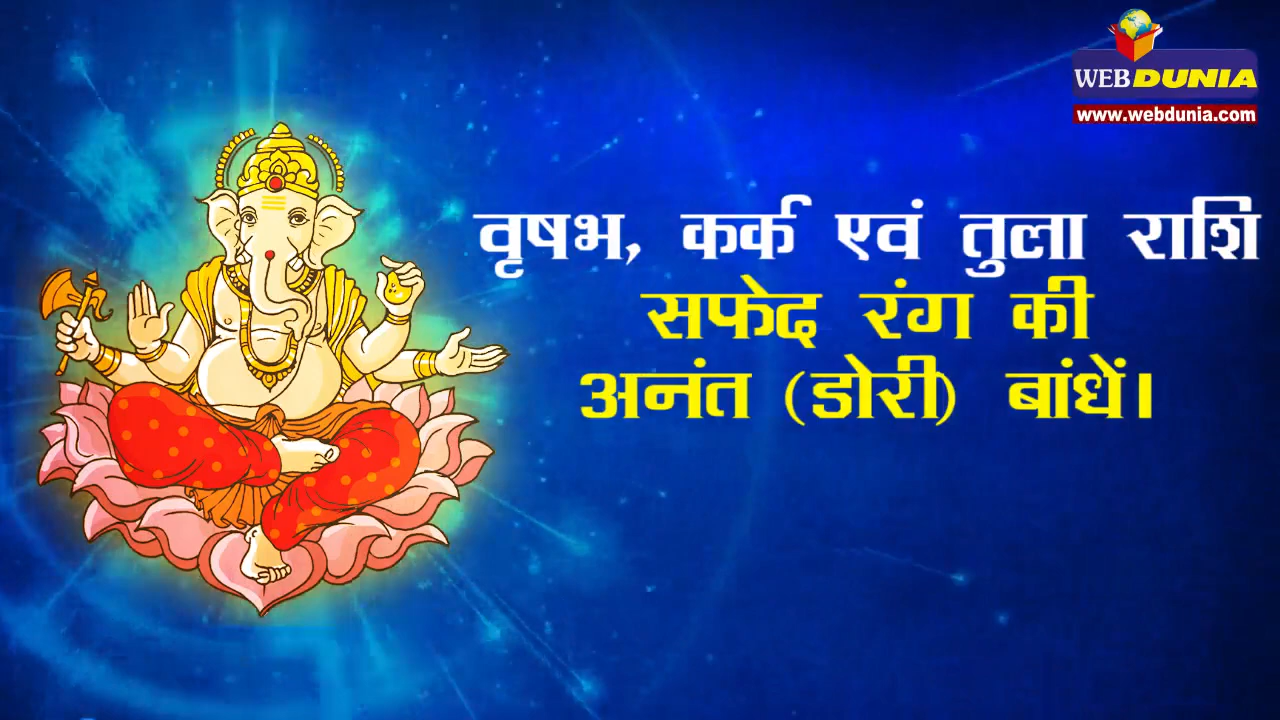 WEBDUNIA
www.webdunia.com
वृषभ, कर्क एवं तुला राशि
सफेद रंग की
अनंत (डोरी) बांधें।